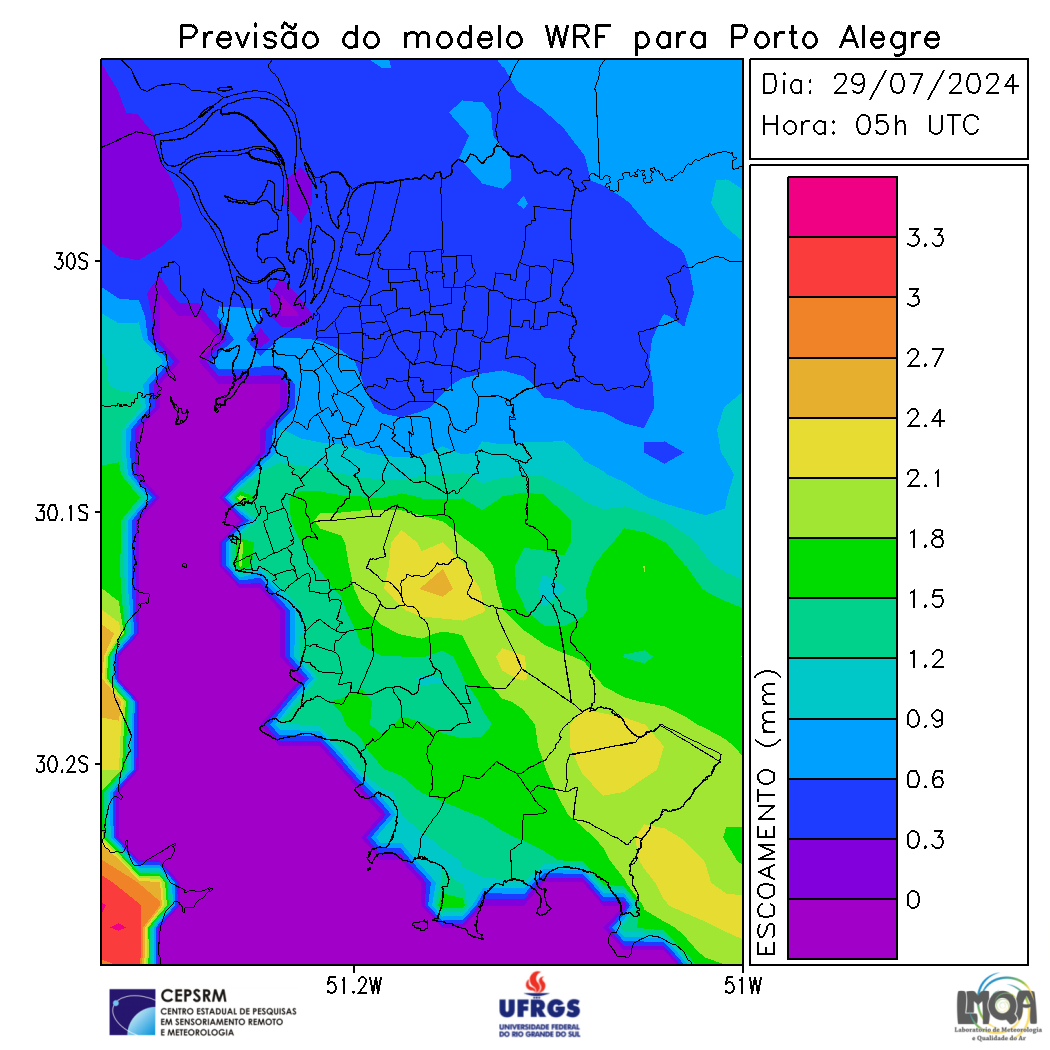 Previsão do modelo WRF para Porto Alegre
Dia: 29/07/2024
Hora: 05h UTC
30S
30.1S
30.2S
51.2W
51W
ESCOAMENTO (mm)
3.3
3
2.7
2.4
2.1
1.8
1.5
1.2
0.9
0.6
0.3
0
CEPSRM
CENTRO ESTADUAL DE PESQUISAS
EM SENSORIAMENTO REMOTO
E METEOROLOGIA
UFRGS
UNIVERSIDADE FEDERAL
DO RIO GRANDE DO SUL
LMQA
Laboratório de Meteorologia
e Qualidade do Ar